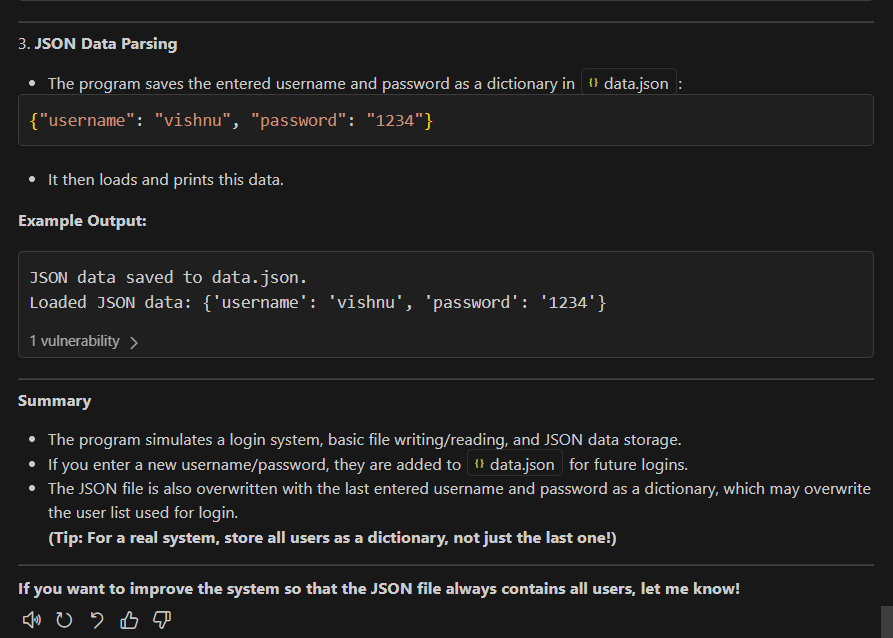 3. JSON Data Parsing
• The program saves the entered username and password as a dictionary in {} data.json :
{"username": "vishnu", "password": "1234"}
• It then loads and prints this data.
Example Output:
JSON data saved to data.json.
Loaded JSON data: {'username': 'vishnu', 'password': '1234'}
1 vulnerability
Summary
• The program simulates a login system, basic file writing/reading, and JSON data storage.
• If you enter a new username/password, they are added to {} data.json for future logins.
• The JSON file is also overwritten with the last entered username and password as a dictionary, which may overwrite
the user list used for login.
(Tip: For a real system, store all users as a dictionary, not just the last one!)
If you want to improve the system so that the JSON file always contains all users, let me know!